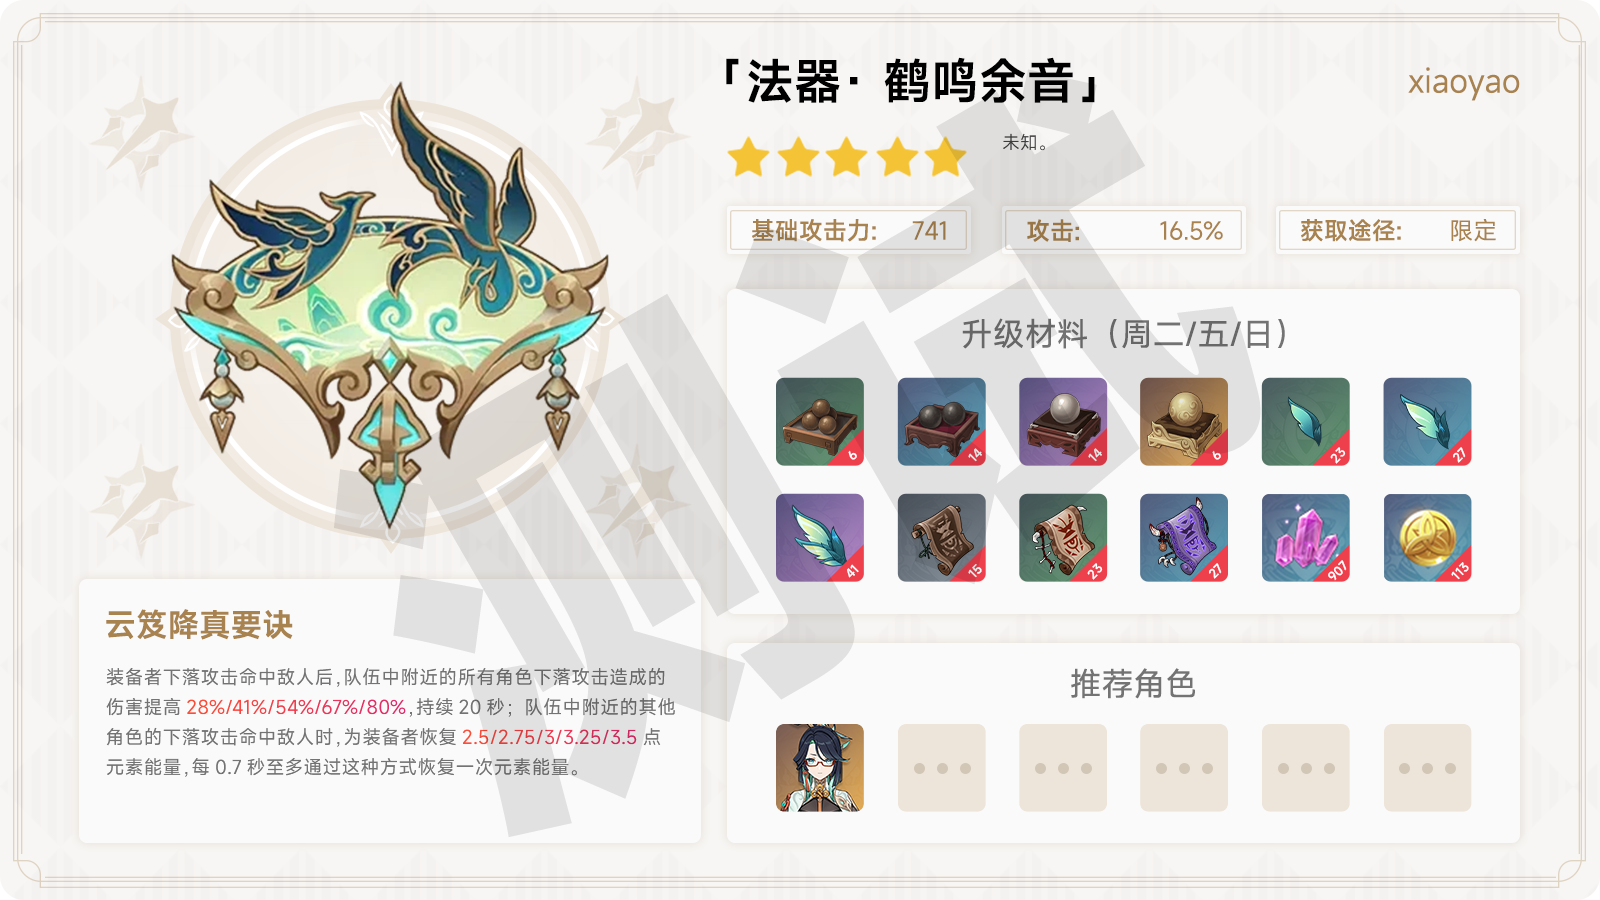 「法器· 鹤鸣余音」
xiaoyao
未知。
基础攻击力: 741
攻击: 16.5%
获取途径: 限定
升级材料（周二/五/日）
6 14 14 6 23 27
41 15 23 27 907 113
云笈降真要诀
装备者下落攻击命中敌人后,队伍中附近的所有角色下落攻击造成的
伤害提高 28%/41%/54%/67%/80%,持续 20 秒；队伍中附近的其他
角色的下落攻击命中敌人时,为装备者恢复 2.5/2.75/3/3.25/3.5 点
元素能量,每 0.7 秒至多通过这种方式恢复一次元素能量。
推荐角色
测试